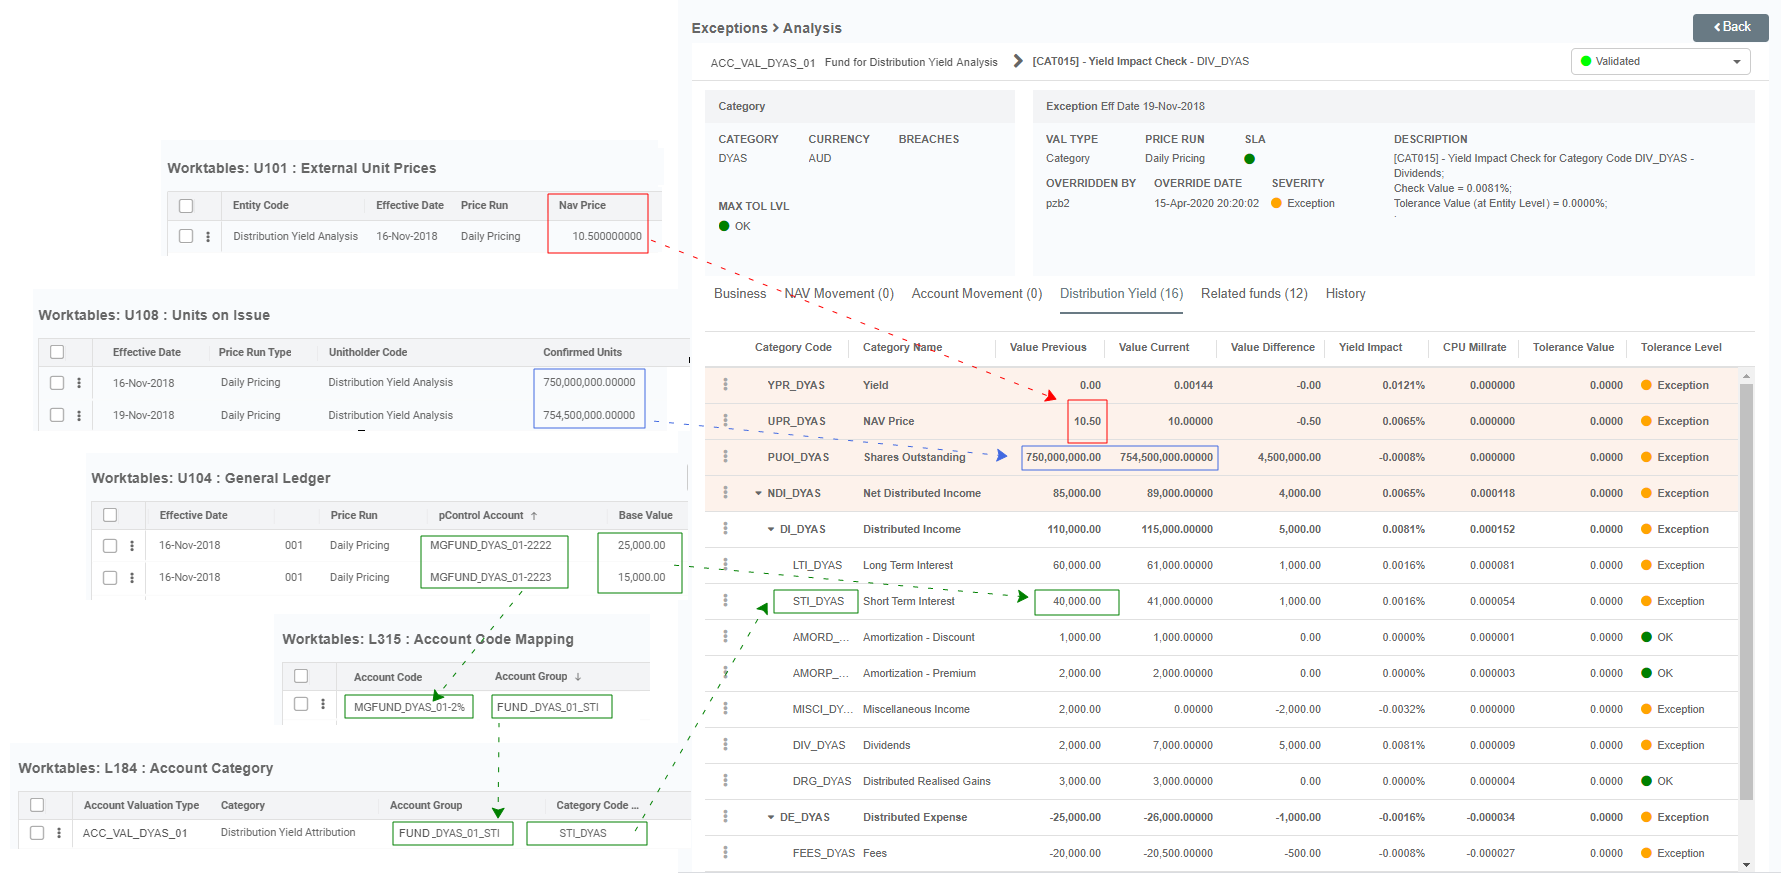 Exceptions > Analysis
Back
ACC_VAL_DYAS_01 Fund for Distribution Yield Analysis > [CAT015] - Yield Impact Check - DIV_DYAS
Validated
Category
CATEGORY CURRENCY BREACHES
DYAS AUD
MAX TOL LVL
OK
Exception Eff Date 19-Nov-2018
VAL TYPE PRICE RUN SLA DESCRIPTION
Category Daily Pricing
[CAT015] - Yield Impact Check for Category Code DIV_DYAS -
Dividends;
Check Value = 0.0081%;
Tolerance Value (at Entity Level) = 0.0000%;
OVERRIDDEN BY OVERRIDE DATE SEVERITY
pzb2 15-Apr-2020 20:20:02 Exception
Business NAV Movement (0) Account Movement (0) Distribution Yield (16) Related funds (12) History
Category Code Category Name Value Previous Value Current Value Difference Yield Impact CPU Millrate Tolerance Value Tolerance Level
YPR_DYAS Yield 0.00 0.00144 -0.00 0.0121% 0.000000 0.0000 Exception
UPR_DYAS NAV Price 10.50 10.00000 -0.50 0.0065% 0.000000 0.0000 Exception
PUOI_DYAS Shares Outstanding 750,000,000.00 754,500,000.00000 4,500,000.00 -0.0008% 0.000000 0.0000 Exception
NDI_DYAS Net Distributed Income 85,000.00 89,000.00000 4,000.00 0.0065% 0.000118 0.0000 Exception
DI_DYAS Distributed Income 110,000.00 115,000.00000 5,000.00 0.0081% 0.000152 0.0000 Exception
LTI_DYAS Long Term Interest 60,000.00 61,000.00000 1,000.00 0.0016% 0.000081 0.0000 Exception
STI_DYAS Short Term Interest 40,000.00 41,000.00000 1,000.00 0.0016% 0.000054 0.0000 Exception
AMORD_... Amortization - Discount 1,000.00 1,000.00000 0.00 0.0000% 0.000001 0.0000 OK
AMORP_... Amortization - Premium 2,000.00 2,000.00000 0.00 0.0000% 0.000003 0.0000 OK
MISCI_DY... Miscellaneous Income 2,000.00 0.00000 -2,000.00 -0.0032% 0.000000 0.0000 Exception
DIV_DYAS Dividends 2,000.00 7,000.00000 5,000.00 0.0081% 0.000009 0.0000 Exception
DRG_DYAS Distributed Realised Gains 3,000.00 3,000.00000 0.00 0.0000% 0.000004 0.0000 OK
DE_DYAS Distributed Expense -25,000.00 -26,000.00000 -1,000.00 -0.0016% -0.000034 0.0000 Exception
FEES_DYAS Fees -20,000.00 -20,500.00000 -500.00 -0.0008% -0.000027 0.0000 Exception
Worktables: U101 : External Unit Prices
Entity Code Effective Date Price Run Nav Price
Distribution Yield Analysis 16-Nov-2018 Daily Pricing 10.500000000
Worktables: U108 : Units on Issue
Effective Date Price Run Type Unitholder Code Confirmed Units
16-Nov-2018 Daily Pricing Distribution Yield Analysis 750,000,000.00000
19-Nov-2018 Daily Pricing Distribution Yield Analysis 754,500,000.00000
Worktables: U104 : General Ledger
Effective Date Price Run pControl Account ↑ Base Value
16-Nov-2018 001 Daily Pricing MGFUND_DYAS_01-2222 25,000.00
16-Nov-2018 001 Daily Pricing MGFUND_DYAS_01-2223 15,000.00
Worktables: L315 : Account Code Mapping
Account Code Account Group ↓
MGFUND_DYAS_01-2% FUND _DYAS_01_STI
Worktables: L184 : Account Category
Account Valuation Type Category Account Group Category Code ...
ACC_VAL_DYAS_01 Distribution Yield Attribution FUND _DYAS_01_STI STI_DYAS